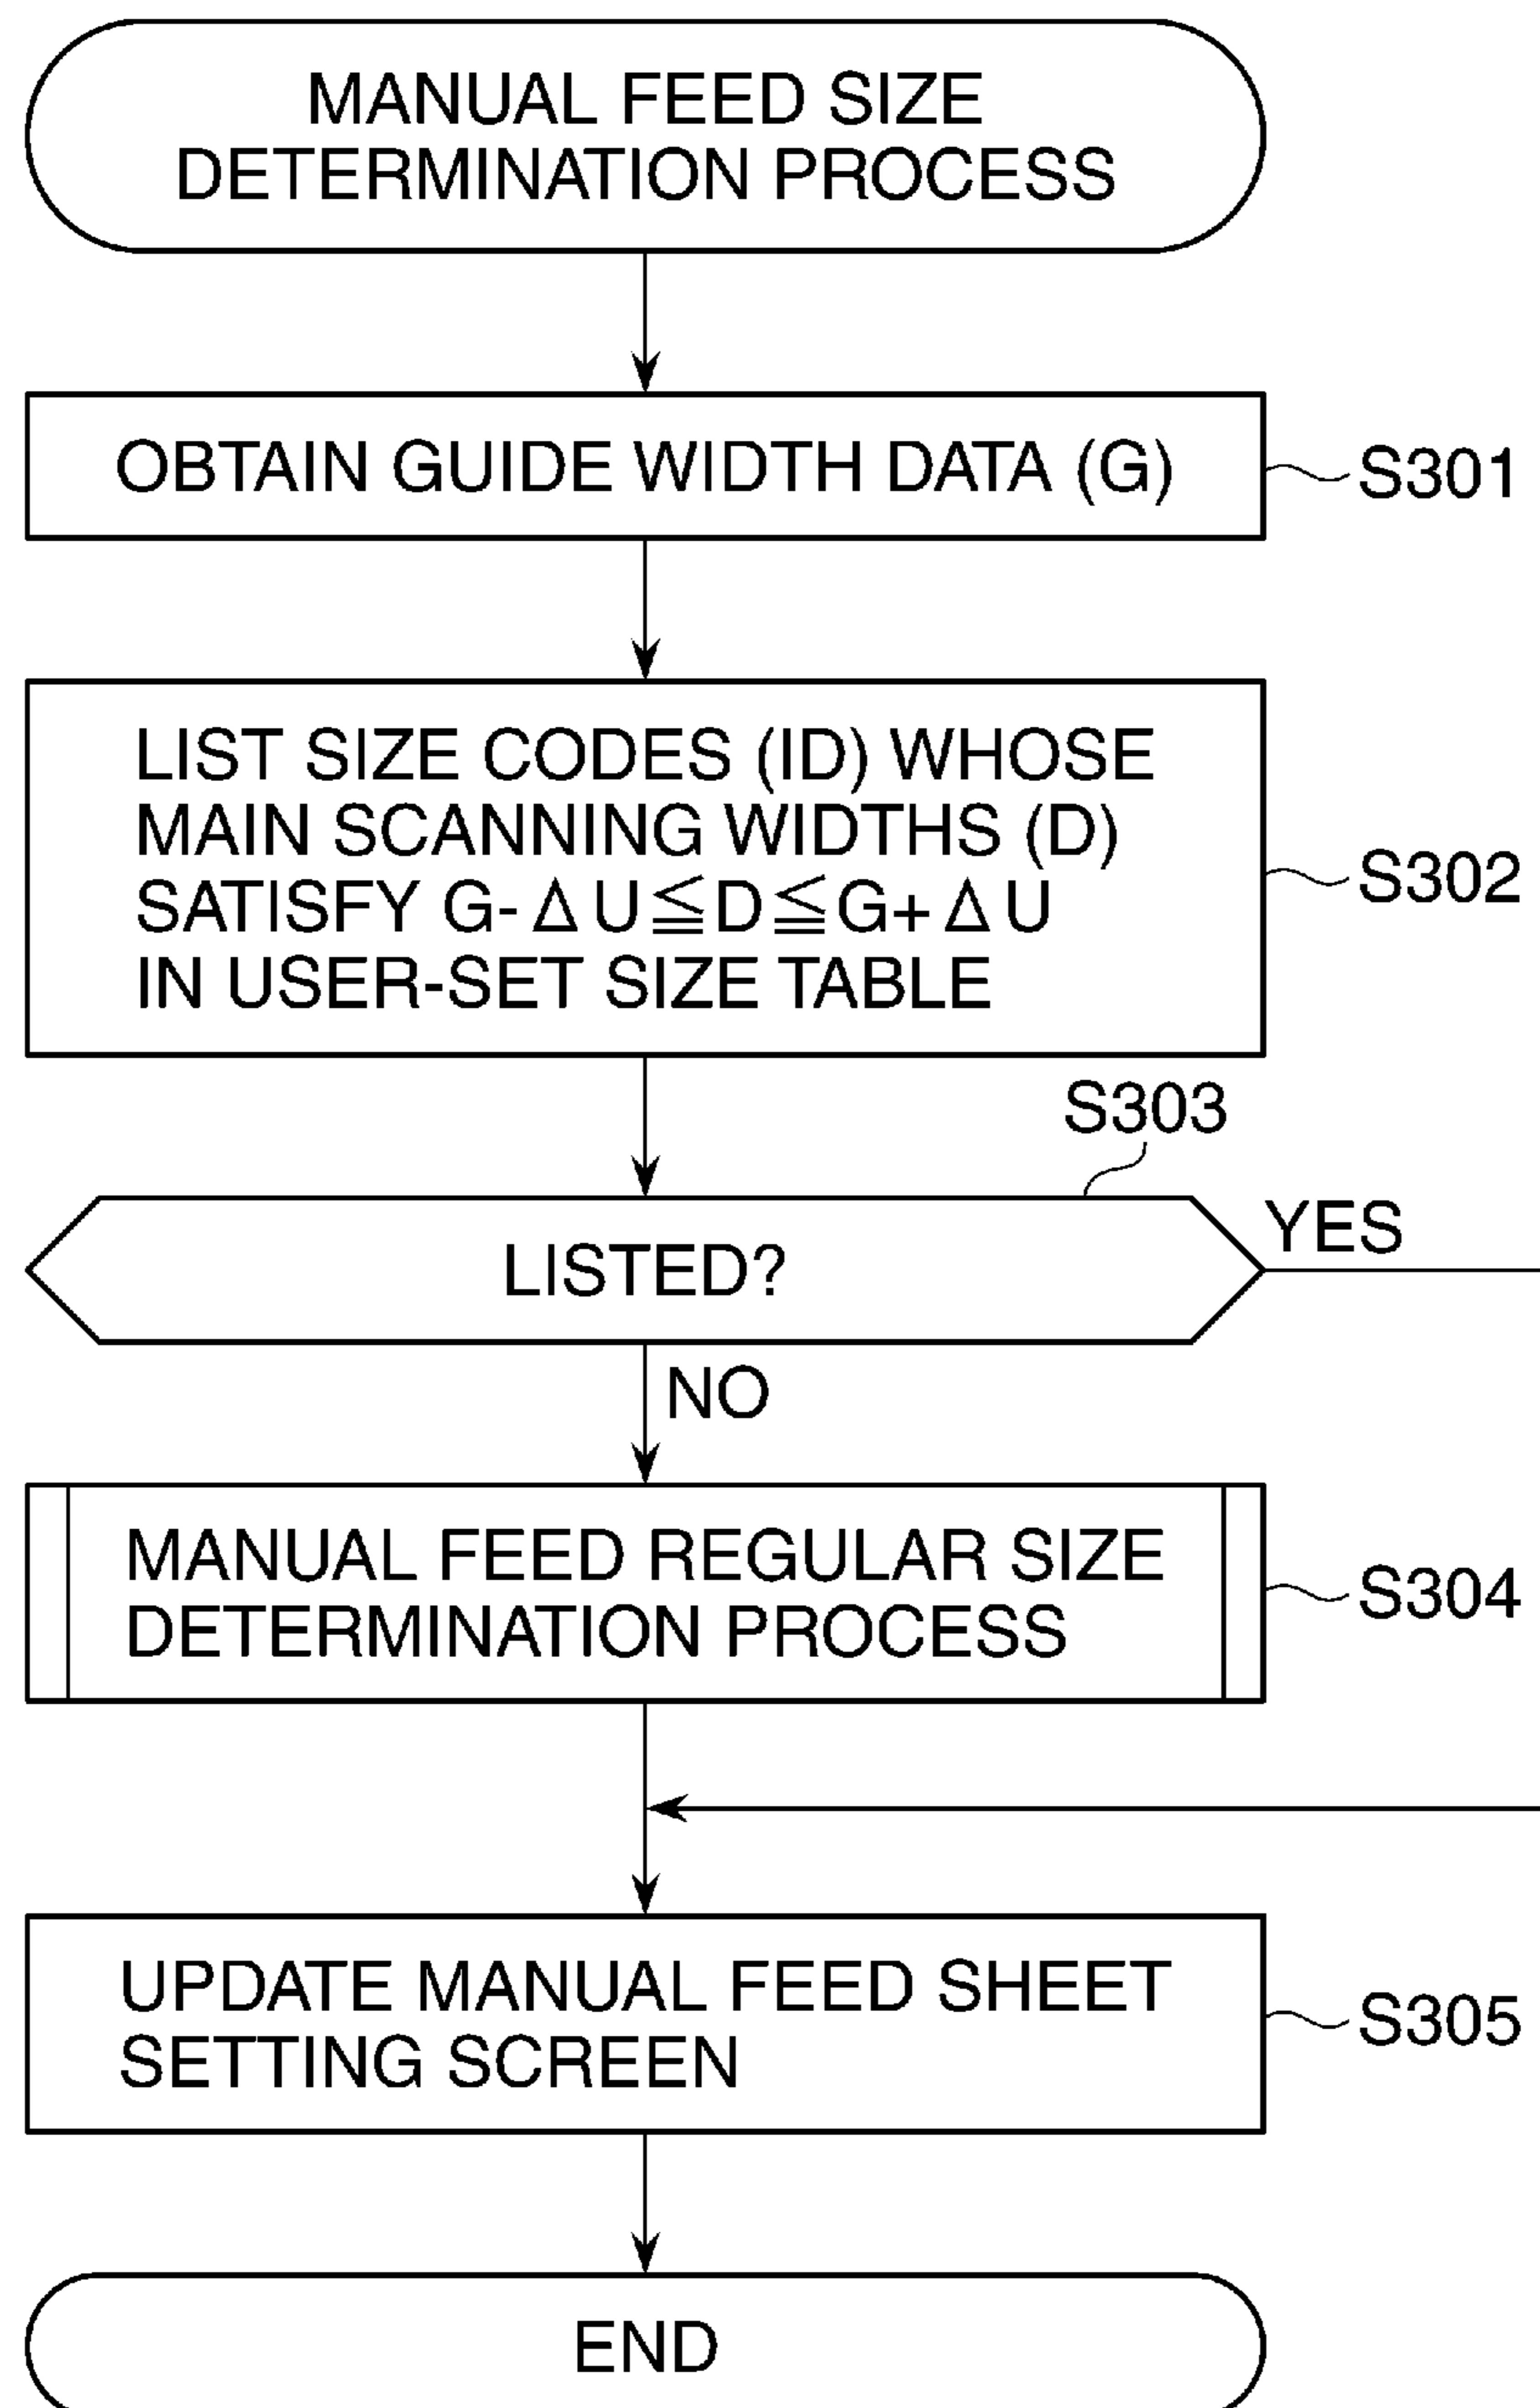 MANUAL FEED SIZE
DETERMINATION PROCESS
OBTAIN GUIDE WIDTH DATA (G)
S301
LIST SIZE CODES (ID) WHOSE
MAIN SCANNING WIDTHS (D)
SATISFY G-ΔU≦D≦G+ΔU
IN USER-SET SIZE TABLE
S302
S303
LISTED?
YES
NO
MANUAL FEED REGULAR SIZE
DETERMINATION PROCESS
S304
UPDATE MANUAL FEED SHEET
SETTING SCREEN
S305
END